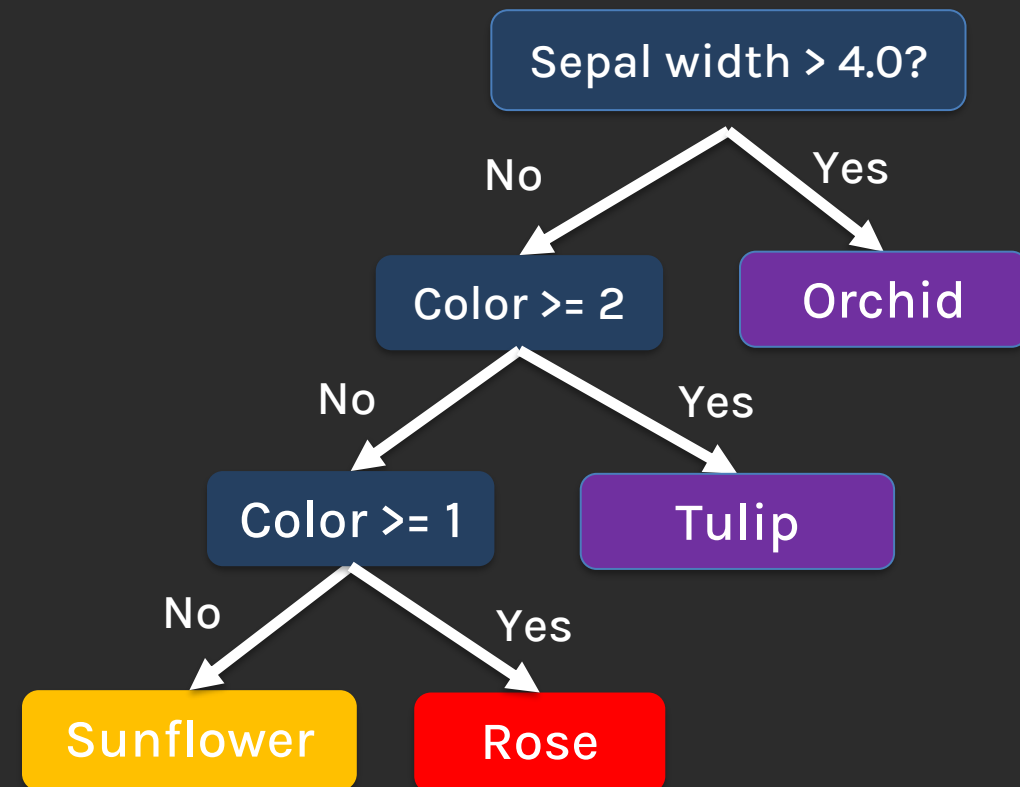 Sepal width > 4.0?
No
Yes
Color >= 2
Orchid
No
Yes
Color >= 1
Tulip
No
Yes
Sunflower
Rose